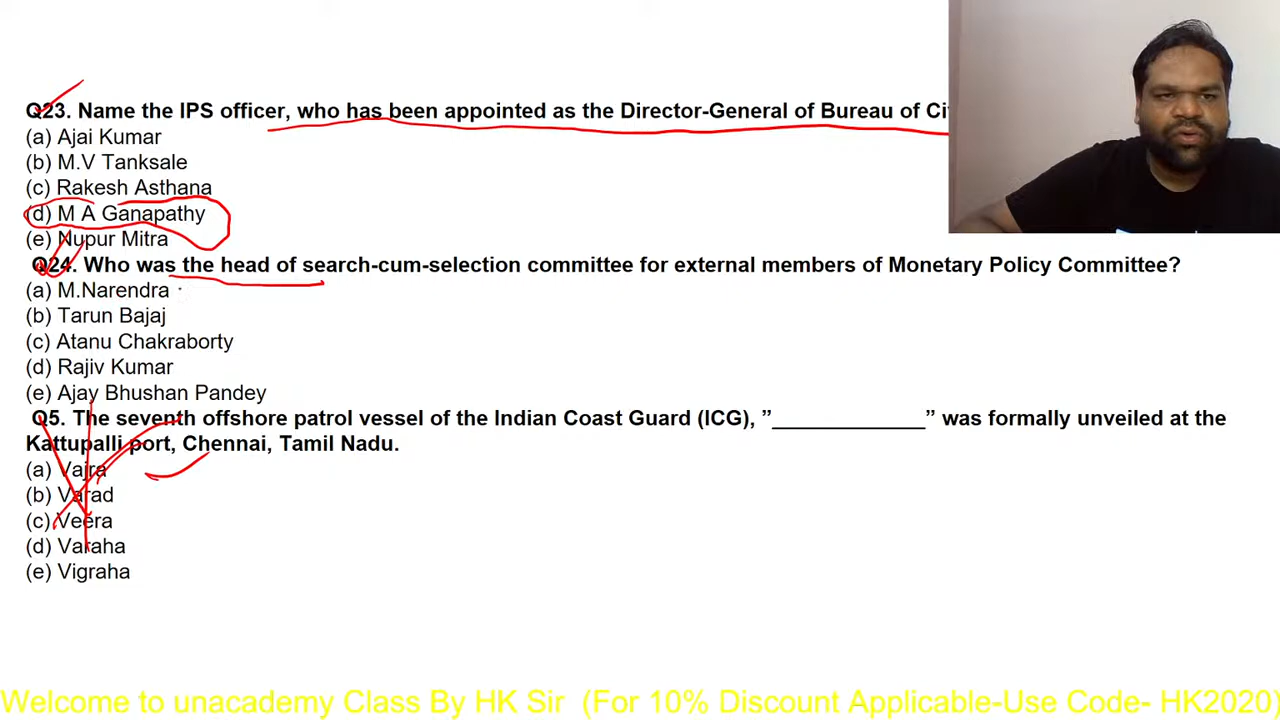 Q23. Name the IPS officer, who has been appointed as the Director-General of Bureau of Ci
(a) Ajai Kumar
(b) M.V Tanksale
(c) Rakesh Asthana
(d) M A Ganapathy
(e) Nupur Mitra
Q24. Who was the head of search-cum-selection committee for external members of Monetary Policy Committee?
(a) M.Narendra
(b) Tarun Bajaj
(c) Atanu Chakraborty
(d) Rajiv Kumar
(e) Ajay Bhushan Pandey
Q5. The seventh offshore patrol vessel of the Indian Coast Guard (ICG), ”____________” was formally unveiled at the
Kattupalli port, Chennai, Tamil Nadu.
(a) Vajra
(b) Varad
(c) Veera
(d) Varaha
(e) Vigraha
Welcome to unacademy Class By HK Sir (For 10% Discount Applicable-Use Code- HK2020)